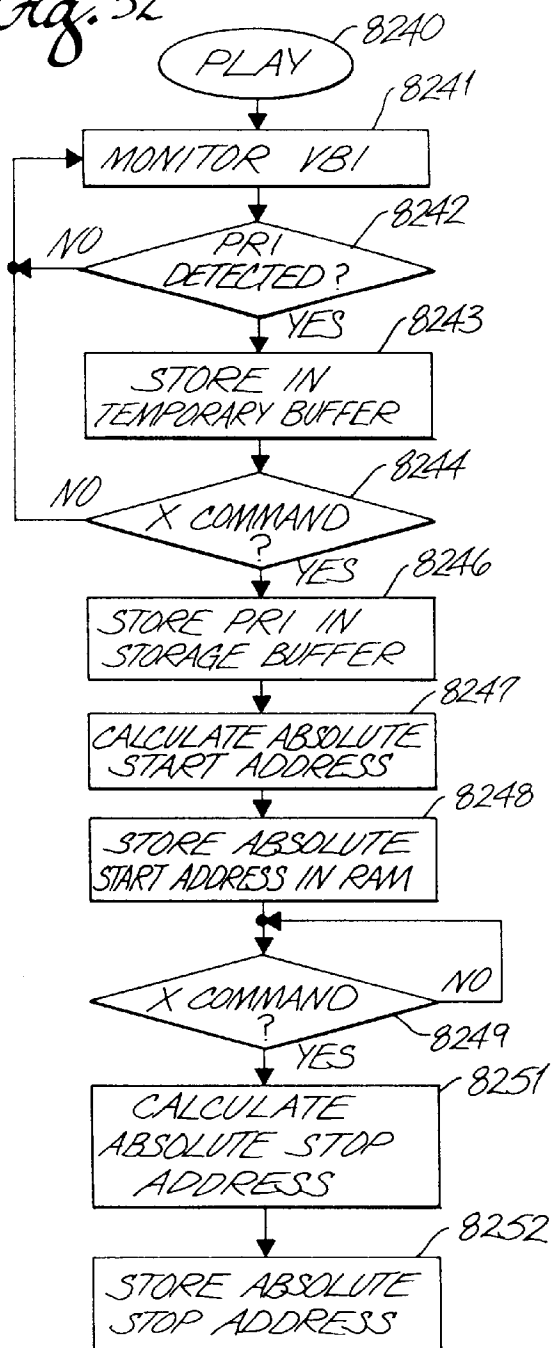 Fig. 52
8240
PLAY
8241
MONITOR VBI
8242
NO
PRI
DETECTED?
YES
8243
STORE IN
TEMPORARY BUFFER
8244
NO
X COMMAND
?
YES
8246
STORE PRI IN
STORAGE BUFFER
8247
CALCULATE ABSOLUTE
START ADDRESS
8248
STORE ABSOLUTE
START ADDRESS IN RAM
X COMMAND
?
NO
8249
YES
8251
CALCULATE
ABSOLUTE STOP
ADDRESS
8252
STORE ABSOLUTE
STOP ADDRESS